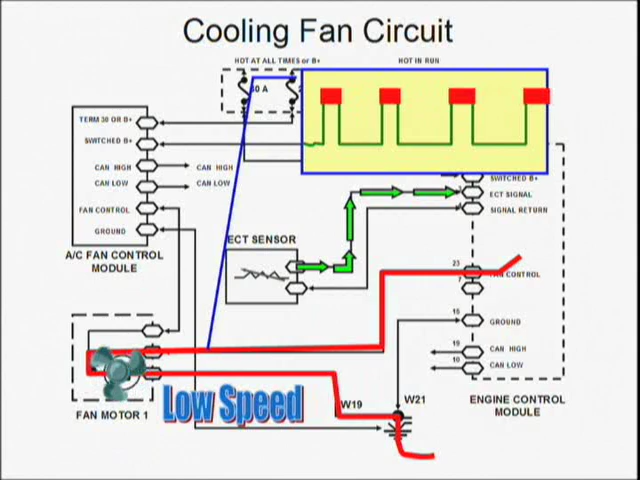 Cooling Fan Circuit
HOT AT ALL TIMES or B+
HOT IN RUN
TERM 30 OR B+
SWITCHED B+
CAN HIGH
CAN LOW
FAN CONTROL
GROUND
CAN HIGH
CAN LOW
A/C FAN CONTROL
MODULE
ECT SENSOR
SWITCHED B+
ECT SIGNAL
SIGNAL RETURN
23
FAN CONTROL
7
15
GROUND
19
CAN HIGH
10
CAN LOW
ENGINE CONTROL
MODULE
W19
W21
Low Speed
FAN MOTOR 1